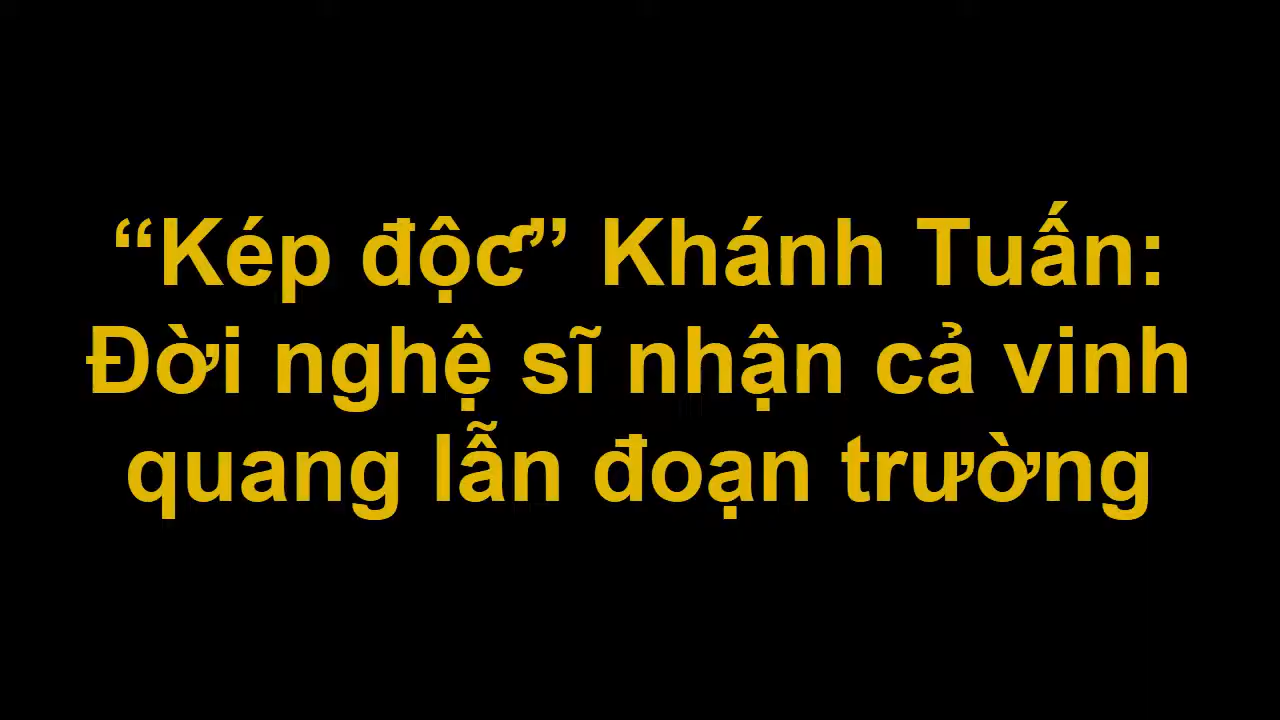 “Kép độc” Khánh Tuấn:
Đời nghệ sĩ nhận cả vinh
quang lẫn đoạn trường